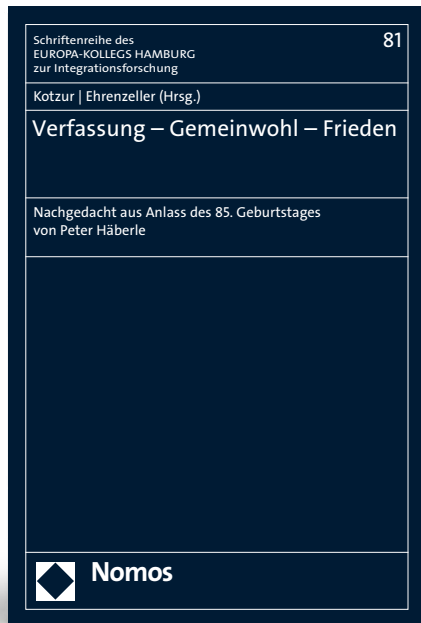 Schriftenreihe des
EUROPA-KOLLEGS HAMBURG
zur Integrationsforschung
81
Kotzur | Ehrenzeller (Hrsg.)
Verfassung – Gemeinwohl – Frieden
Nachgedacht aus Anlass des 85. Geburtstages
von Peter Häberle
Nomos